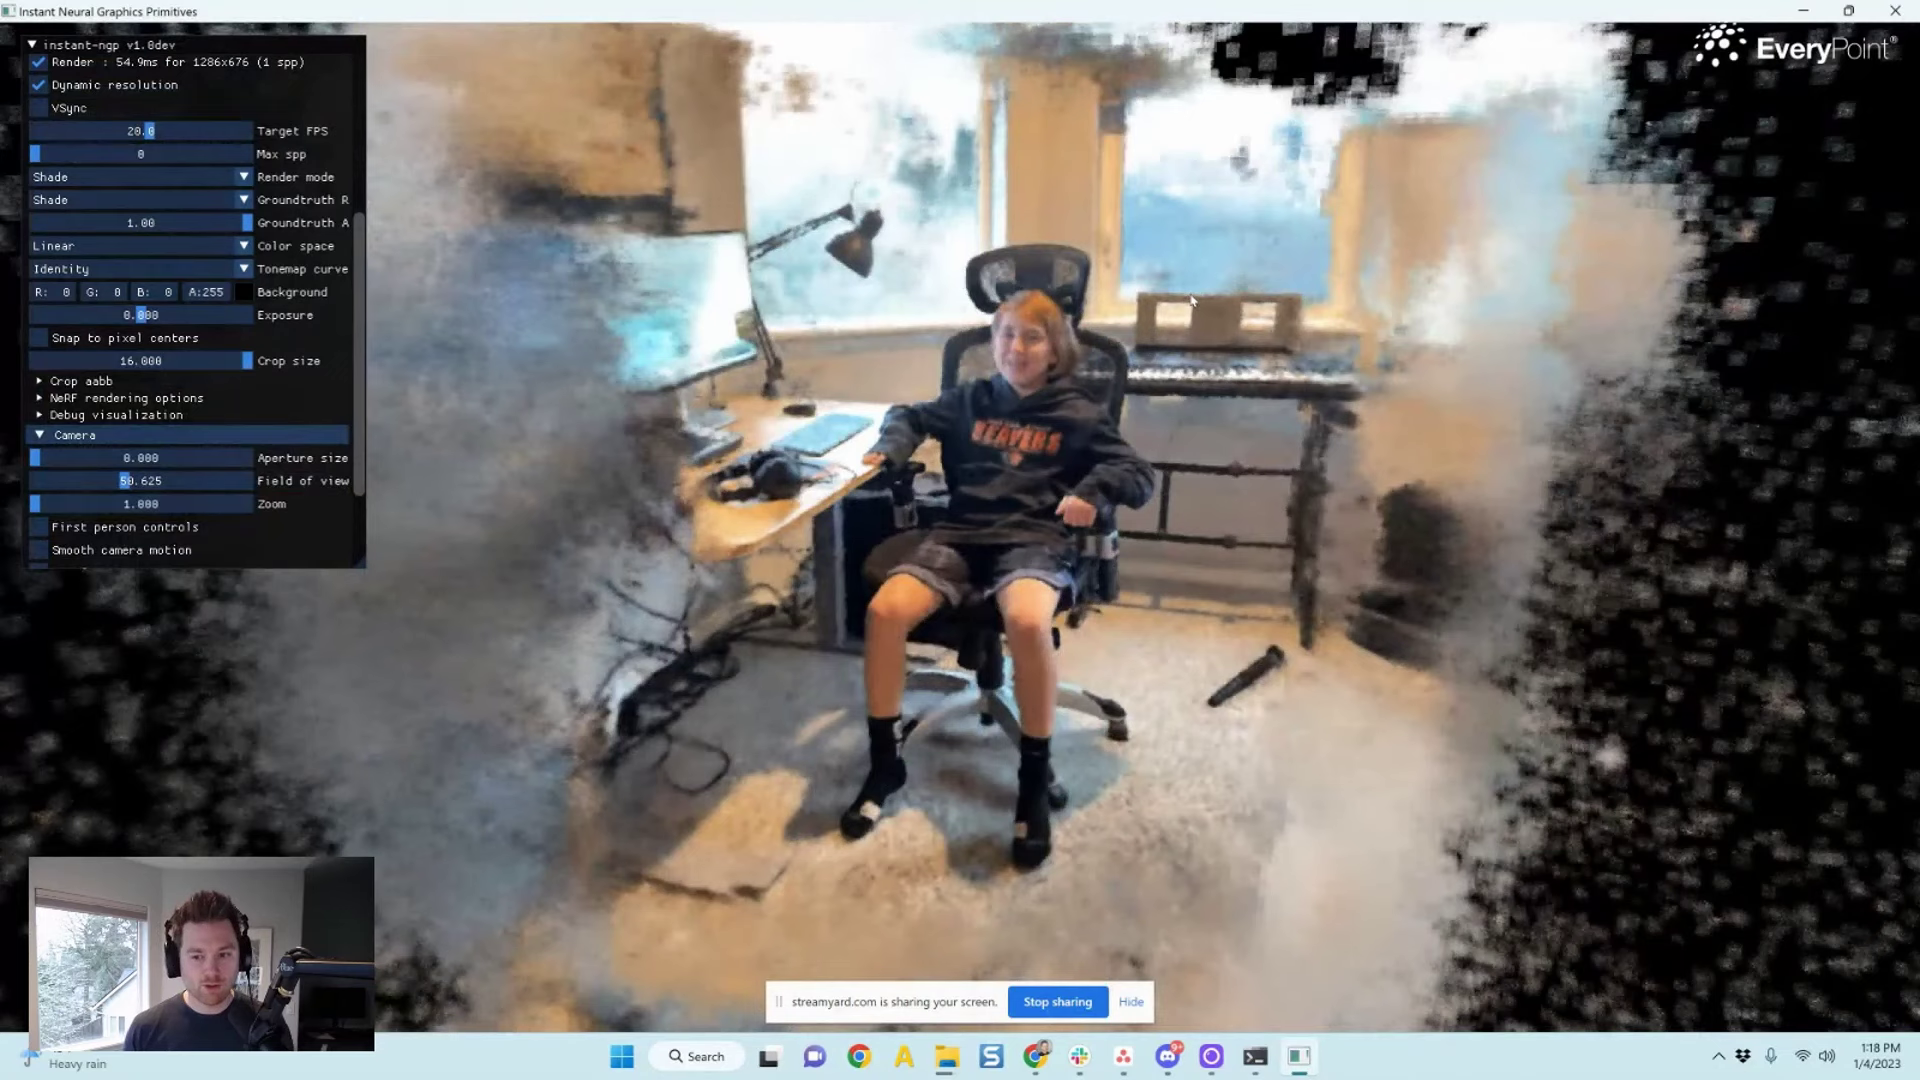 Instant Neural Graphics Primitives
EveryPoint®
instant-ngp v1.0dev
Render : 54.9ms for 1286x676 (1 spp)
Dynamic resolution
VSync
20.0 Target FPS
0 Max spp
Shade Render mode
Shade Groundtruth R
1.00 Groundtruth A
Linear Color space
Identity Tonemap curve
R: 0 G: 0 B: 0 A:255 Background
0.000 Exposure
Snap to pixel centers
16.000 Crop size
Crop aabb
NeRF rendering options
Debug visualization
Camera
0.000 Aperture size
50.625 Field of view
1.000 Zoom
First person controls
Smooth camera motion
BEAVERS
streamyard.com is sharing your screen. Stop sharing Hide
Heavy rain
Search
9+
1:18 PM
1/4/2023